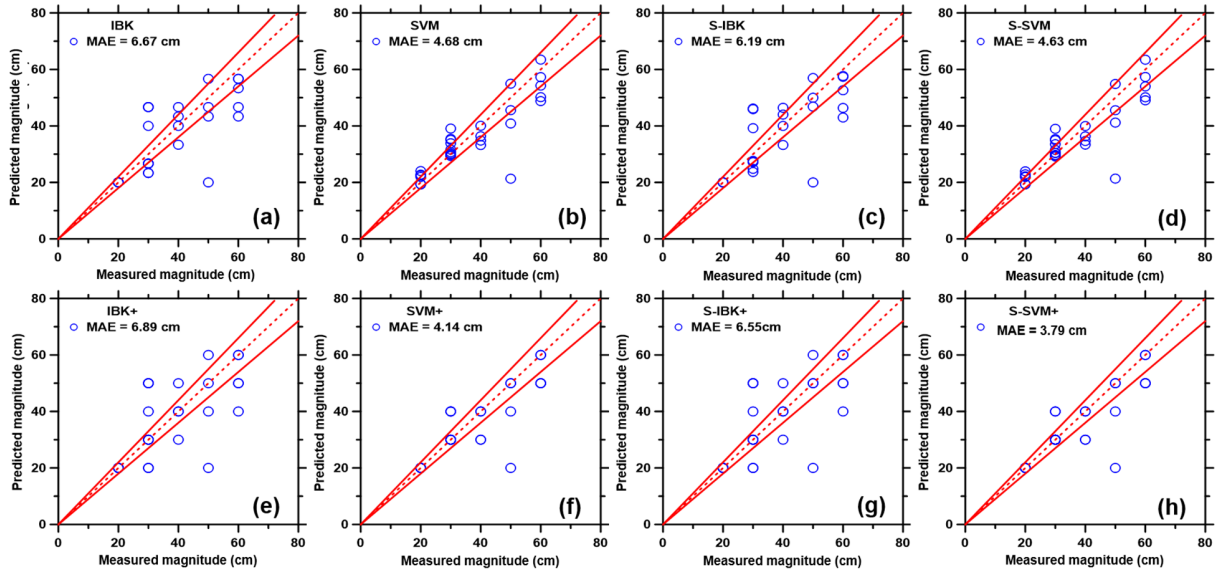 IBK
MAE = 6.67 cm
(a)
Predicted magnitude (cm)
80
60
40
20
0
0 20 40 60 80
Measured magnitude (cm)
SVM
MAE = 4.68 cm
(b)
Predicted magnitude (cm)
80
60
40
20
0
0 20 40 60 80
Measured magnitude (cm)
S-IBK
MAE = 6.19 cm
(c)
Predicted magnitude (cm)
80
60
40
20
0
0 20 40 60 80
Measured magnitude (cm)
S-SVM
MAE = 4.63 cm
(d)
Predicted magnitude (cm)
80
60
40
20
0
0 20 40 60 80
Measured magnitude (cm)
IBK+
MAE = 6.89 cm
(e)
Predicted magnitude (cm)
80
60
40
20
0
0 20 40 60 80
Measured magnitude (cm)
SVM+
MAE = 4.14 cm
(f)
Predicted magnitude (cm)
80
60
40
20
0
0 20 40 60 80
Measured magnitude (cm)
S-IBK+
MAE = 6.55cm
(g)
Predicted magnitude (cm)
80
60
40
20
0
0 20 40 60 80
Measured magnitude (cm)
S-SVM+
MAE = 3.79 cm
(h)
Predicted magnitude (cm)
80
60
40
20
0
0 20 40 60 80
Measured magnitude (cm)